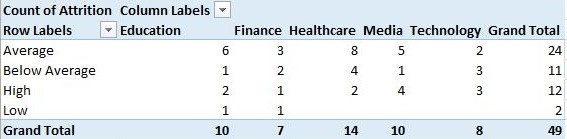 Count of Attrition Column Labels
Row Labels Education Finance Healthcare Media Technology Grand Total
Average 6 3 8 5 2 24
Below Average 1 2 4 1 3 11
High 2 1 2 4 3 12
Low 1 1 2
Grand Total 10 7 14 10 8 49